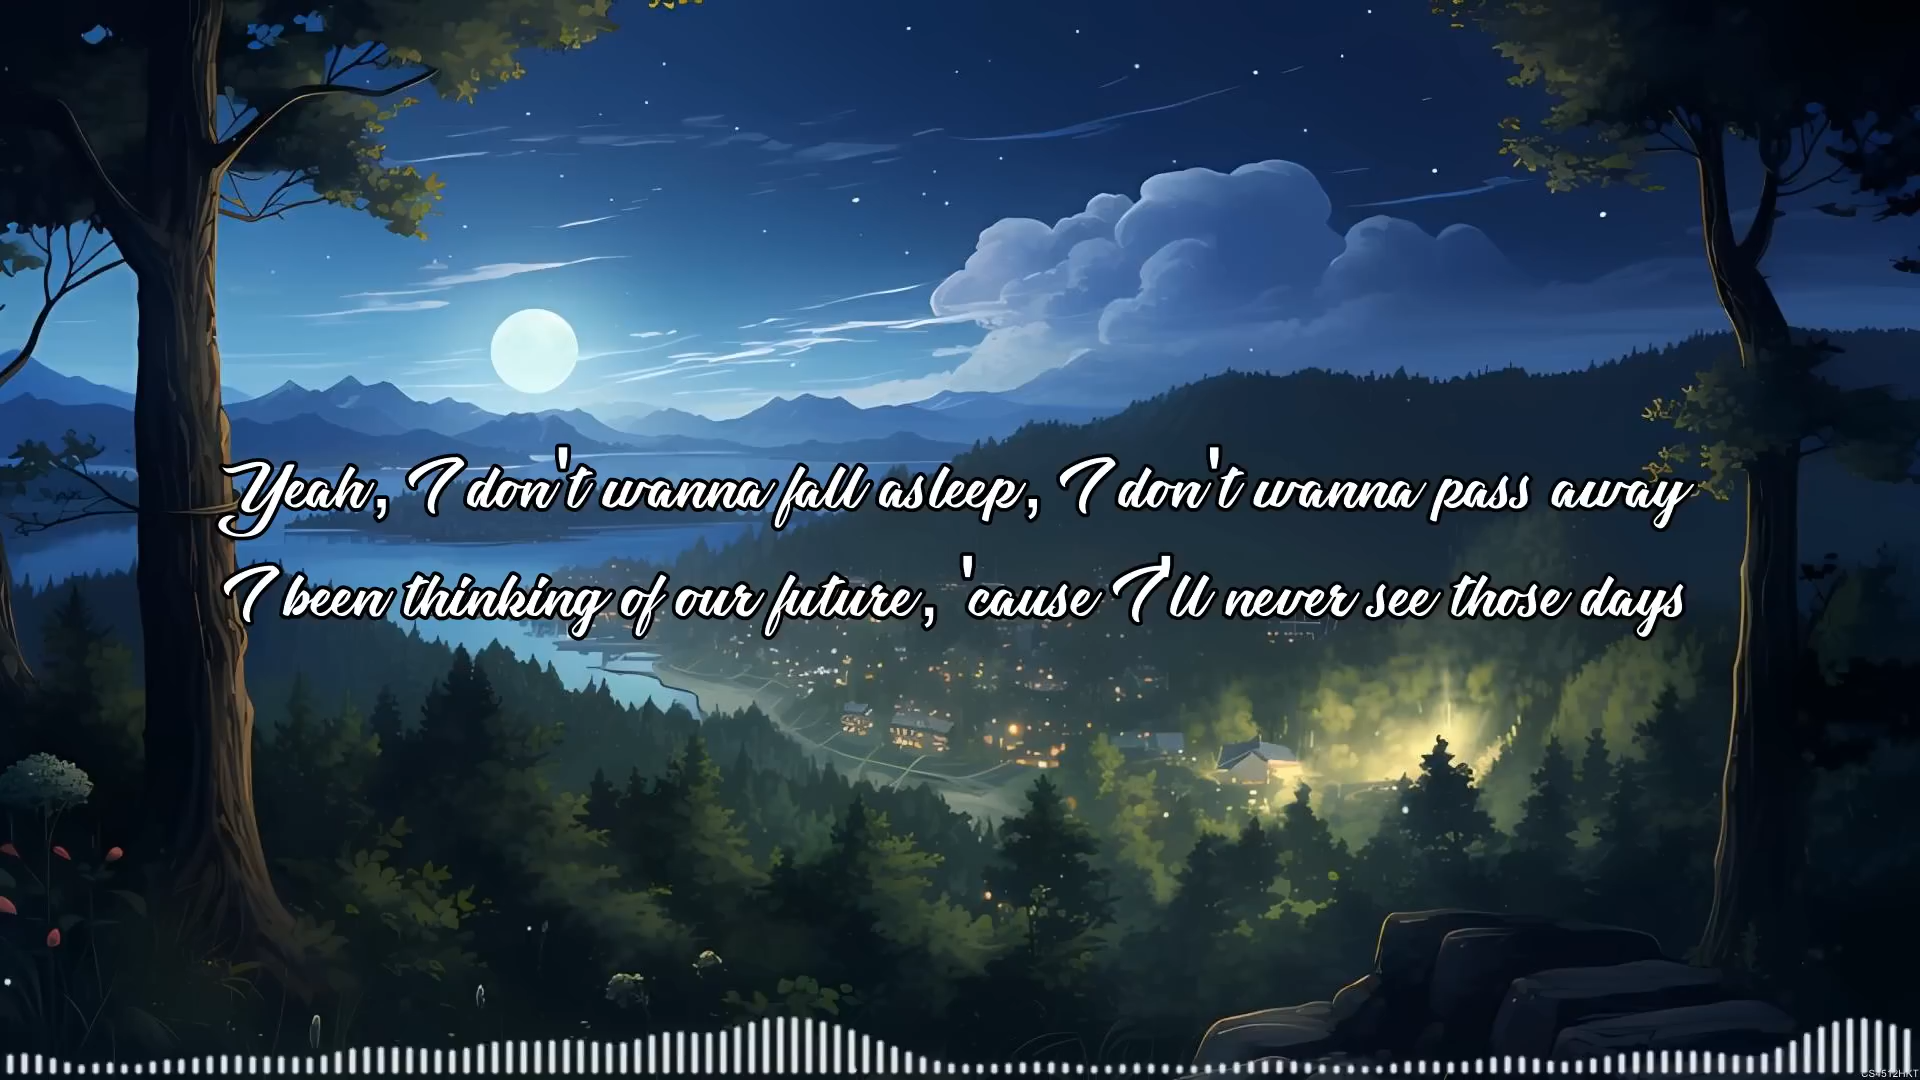 Yeah, I don't wanna fall asleep, I don't wanna pass away
I been thinking of our future, 'cause I'll never see those days
CS4512HKT